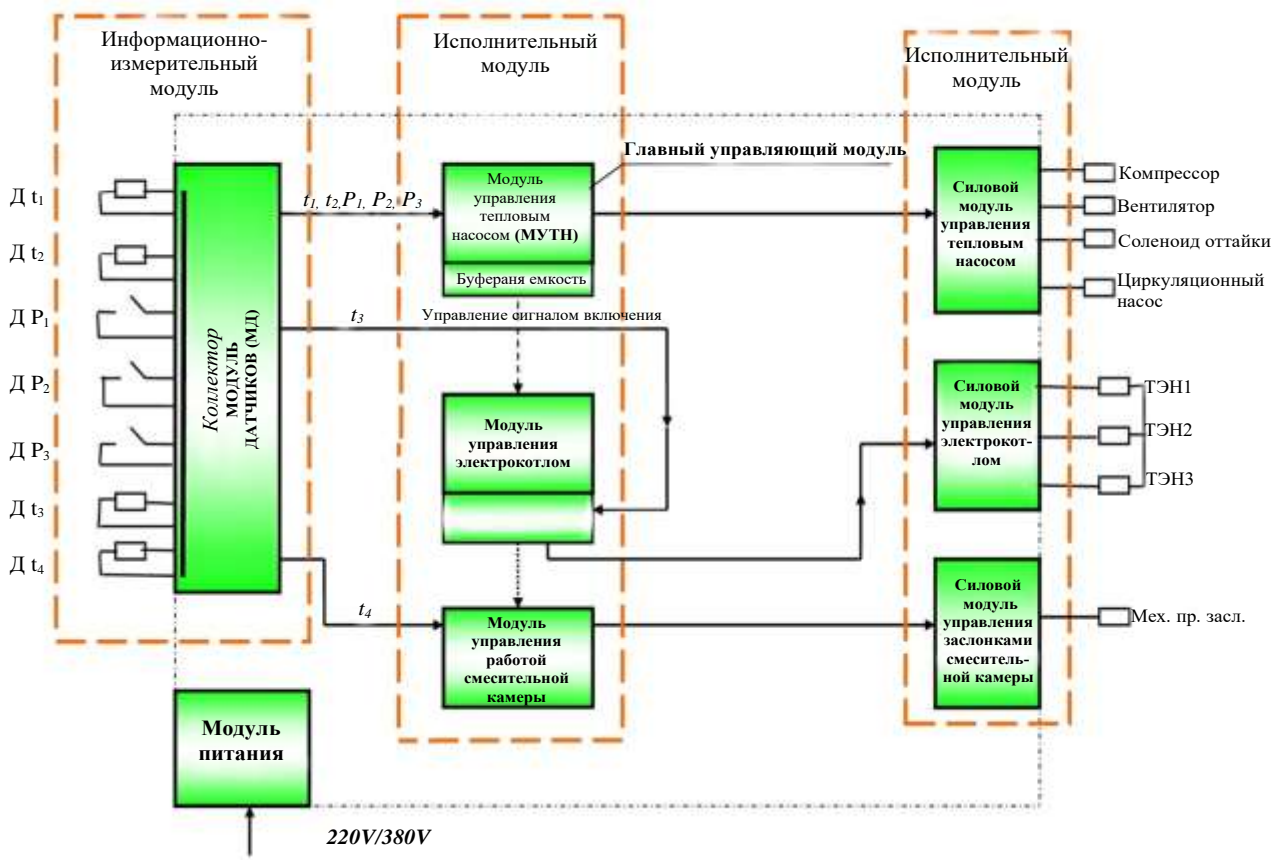 Информационно-
измерительный
модуль
Исполнительный
модуль
Исполнительный
модуль
Главный управляющий модуль
Д t1
Д t2
Д P1
Д P2
Д P3
Д t3
Д t4
Коллектор
МОДУЛЬ
ДАТЧИКОВ (МД)
t1, t2,P1, P2, P3
t3
t4
Модуль
управления
тепловым
насосом (МУТН)
Буфераня емкость
Управление сигналом включения
Модуль
управления
электрокотлом
Модуль
управления
работой
смесительной
камеры
Силовой
модуль
управления
тепловым
насосом
Силовой
модуль
управления
электрокот-
лом
Силовой
модуль
управления
заслонками
смеситель-
ной камеры
Компрессор
Вентилятор
Соленоид оттайки
Циркуляционный
насос
ТЭН1
ТЭН2
ТЭН3
Мех. пр. засл.
Модуль
питания
220V/380V